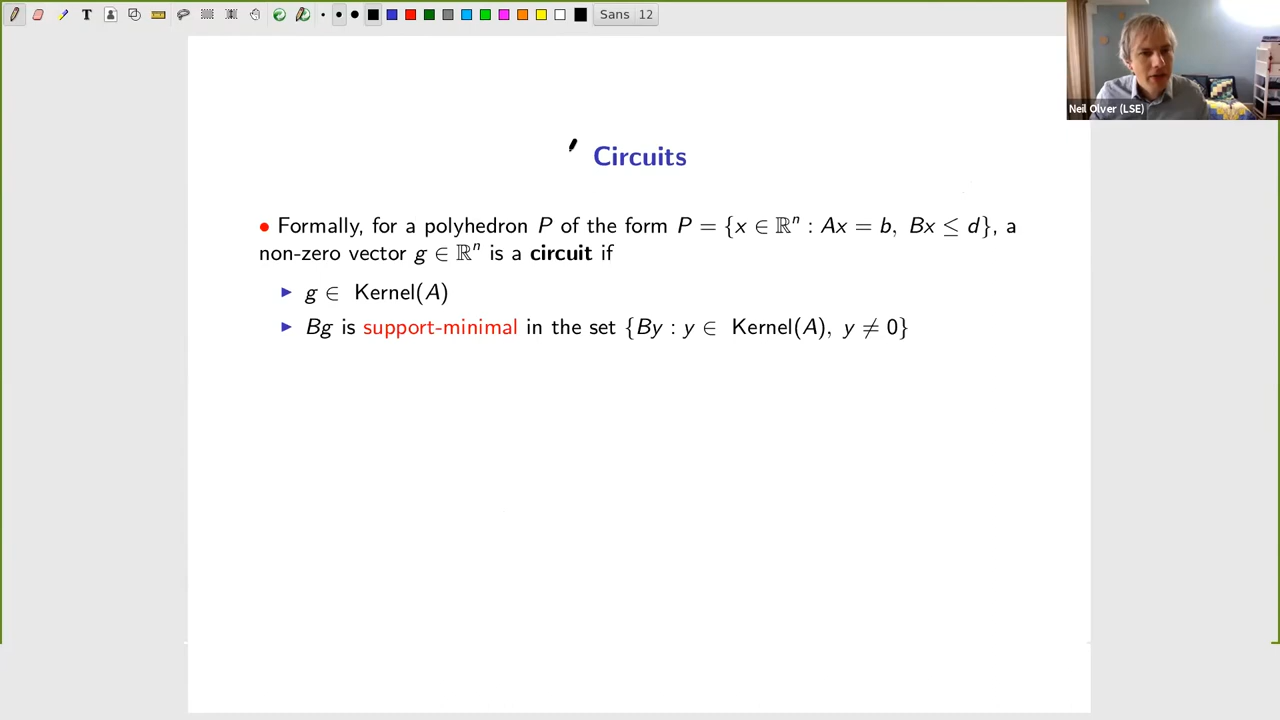 T
Sans 12
Neil Olver (LSE)
Circuits
• Formally, for a polyhedron P of the form P = {x ∈ ℝⁿ : Ax = b, Bx ≤ d}, a
non-zero vector g ∈ ℝⁿ is a circuit if
▶ g ∈ Kernel(A)
▶ Bg is support-minimal in the set {By : y ∈ Kernel(A), y ≠ 0}